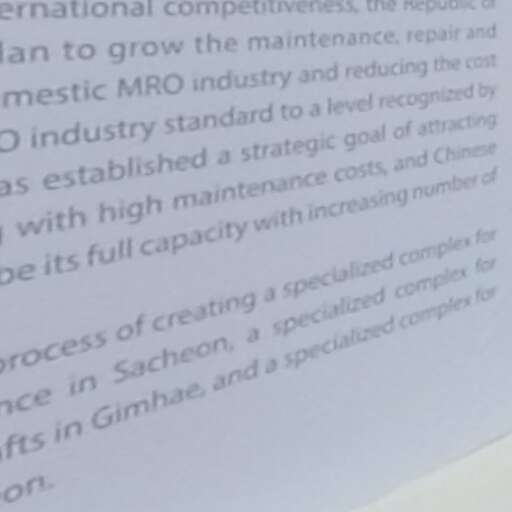 ernational competitiveness, the Republic of
lan to grow the maintenance, repair and
mestic MRO industry and reducing the cost
O industry standard to a level recognized by
as established a strategic goal of attracting
with high maintenance costs, and Chinese
be its full capacity with increasing number of
process of creating a specialized complex for
nce in Sacheon, a specialized complex for
afts in Gimhae, and a specialized complex for
on.